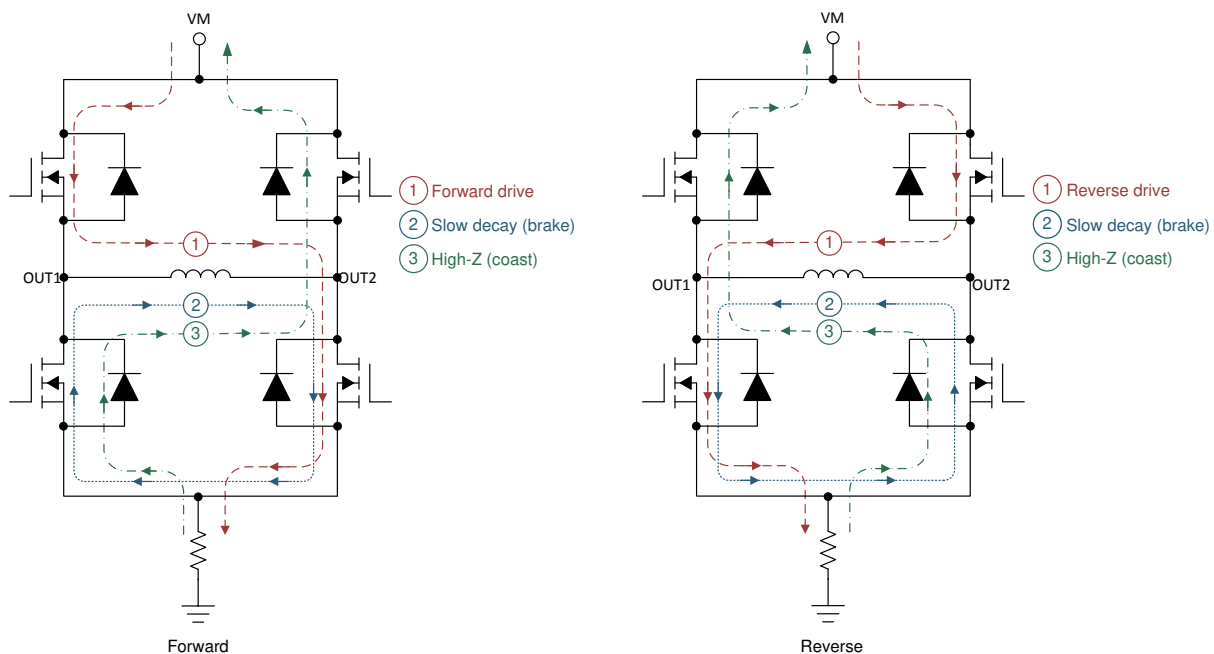 VM
VM
1 Forward drive
2 Slow decay (brake)
3 High-Z (coast)
1 Reverse drive
2 Slow decay (brake)
3 High-Z (coast)
1
1
OUT1
OUT2
OUT1
OUT2
2
2
3
3
Forward
Reverse